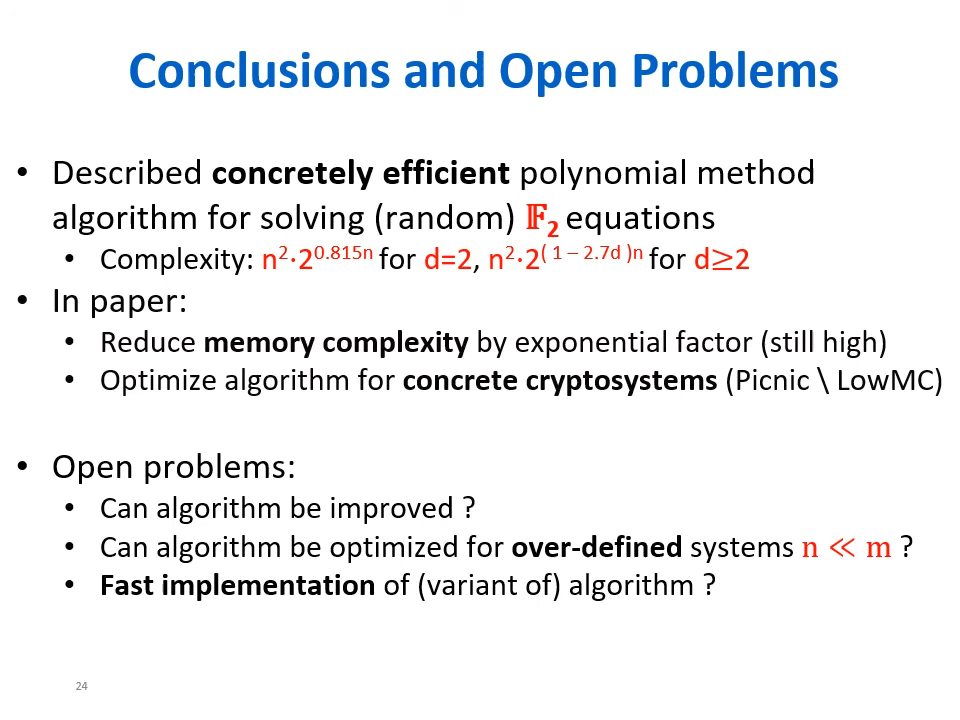 Conclusions and Open Problems
• Described concretely efficient polynomial method
algorithm for solving (random) 𝔽₂ equations
• Complexity: n²·2^0.815n for d=2, n²·2^( 1 – 2.7d )n for d≥2
• In paper:
• Reduce memory complexity by exponential factor (still high)
• Optimize algorithm for concrete cryptosystems (Picnic \ LowMC)
• Open problems:
• Can algorithm be improved ?
• Can algorithm be optimized for over-defined systems n ≪ m ?
• Fast implementation of (variant of) algorithm ?
24